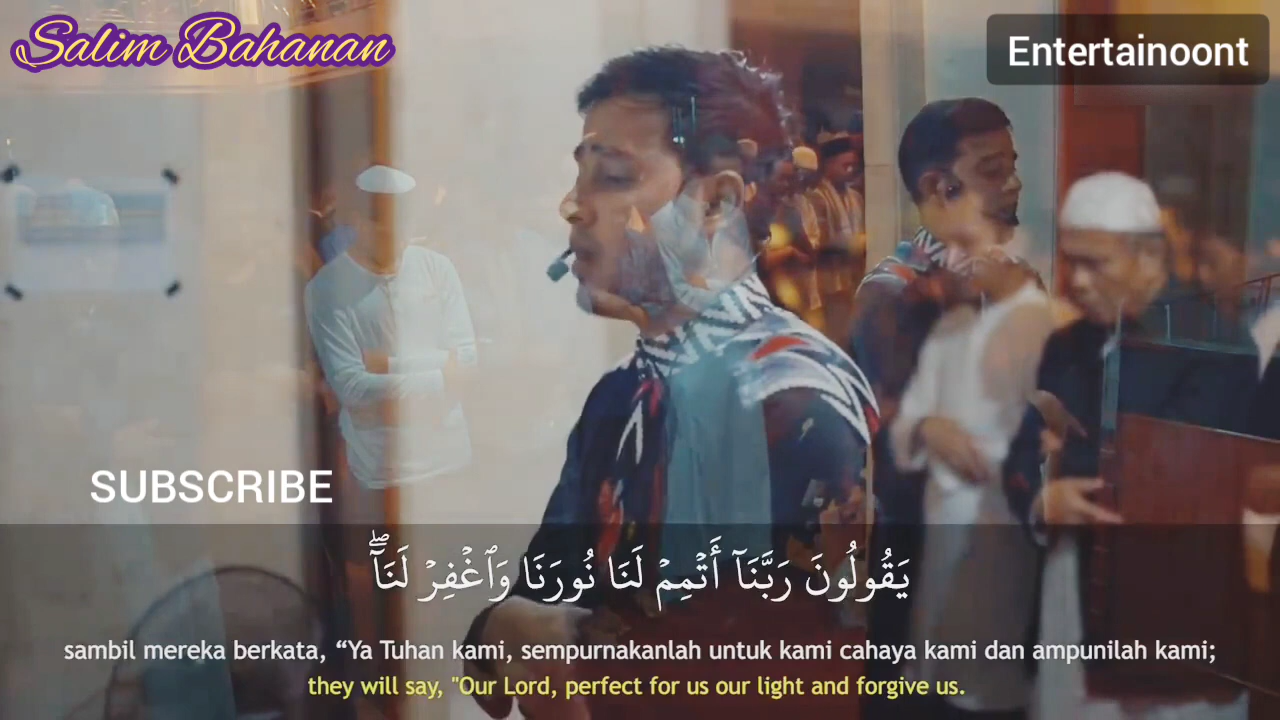 Salim Bahanan
Entertainoont
SUBSCRIBE
يَقُولُونَ رَبَّنَآ أَتْمِمْ لَنَا نُورَنَا وَٱغْفِرْ لَنَآۖ
sambil mereka berkata, “Ya Tuhan kami, sempurnakanlah untuk kami cahaya kami dan ampunilah kami;
they will say, "Our Lord, perfect for us our light and forgive us.